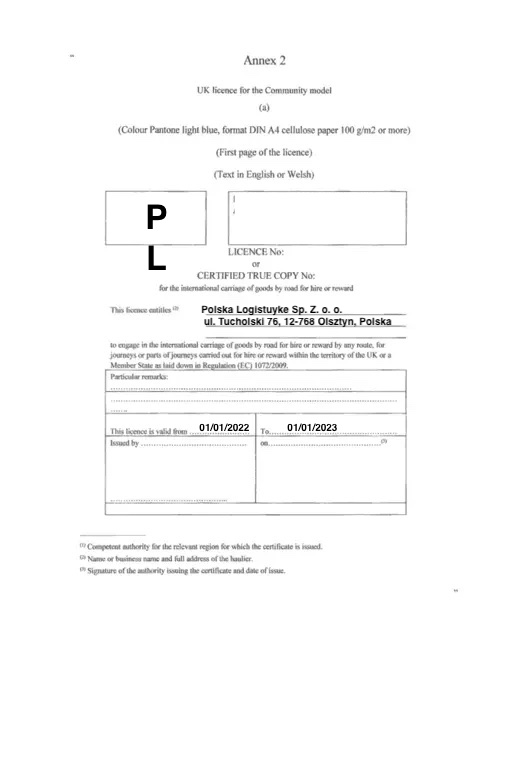 Annex 2
UK licence for the Community model
(a)
(Colour Pantone light blue, format DIN A4 cellulose paper 100 g/m2 or more)
(First page of the licence)
(Text in English or Welsh)
P
L
LICENCE No:
or
CERTIFIED TRUE COPY No:
for the international carriage of goods by road for hire or reward
This licence entitles (2) Polska Logistuyke Sp. Z. o. o.
ul. Tucholski 76, 12-768 Olsztyn, Polska
to engage in the international carriage of goods by road for hire or reward by any route, for
journeys or parts of journeys carried out for hire or reward within the territory of the UK or a
Member State as laid down in Regulation (EC) 1072/2009.
Particular remarks:
This licence is valid from 01/01/2022 To 01/01/2023
Issued by on (3)
(1) Competent authority for the relevant region for which the certificate is issued.
(2) Name or business name and full address of the haulier.
(3) Signature of the authority issuing the certificate and date of issue.